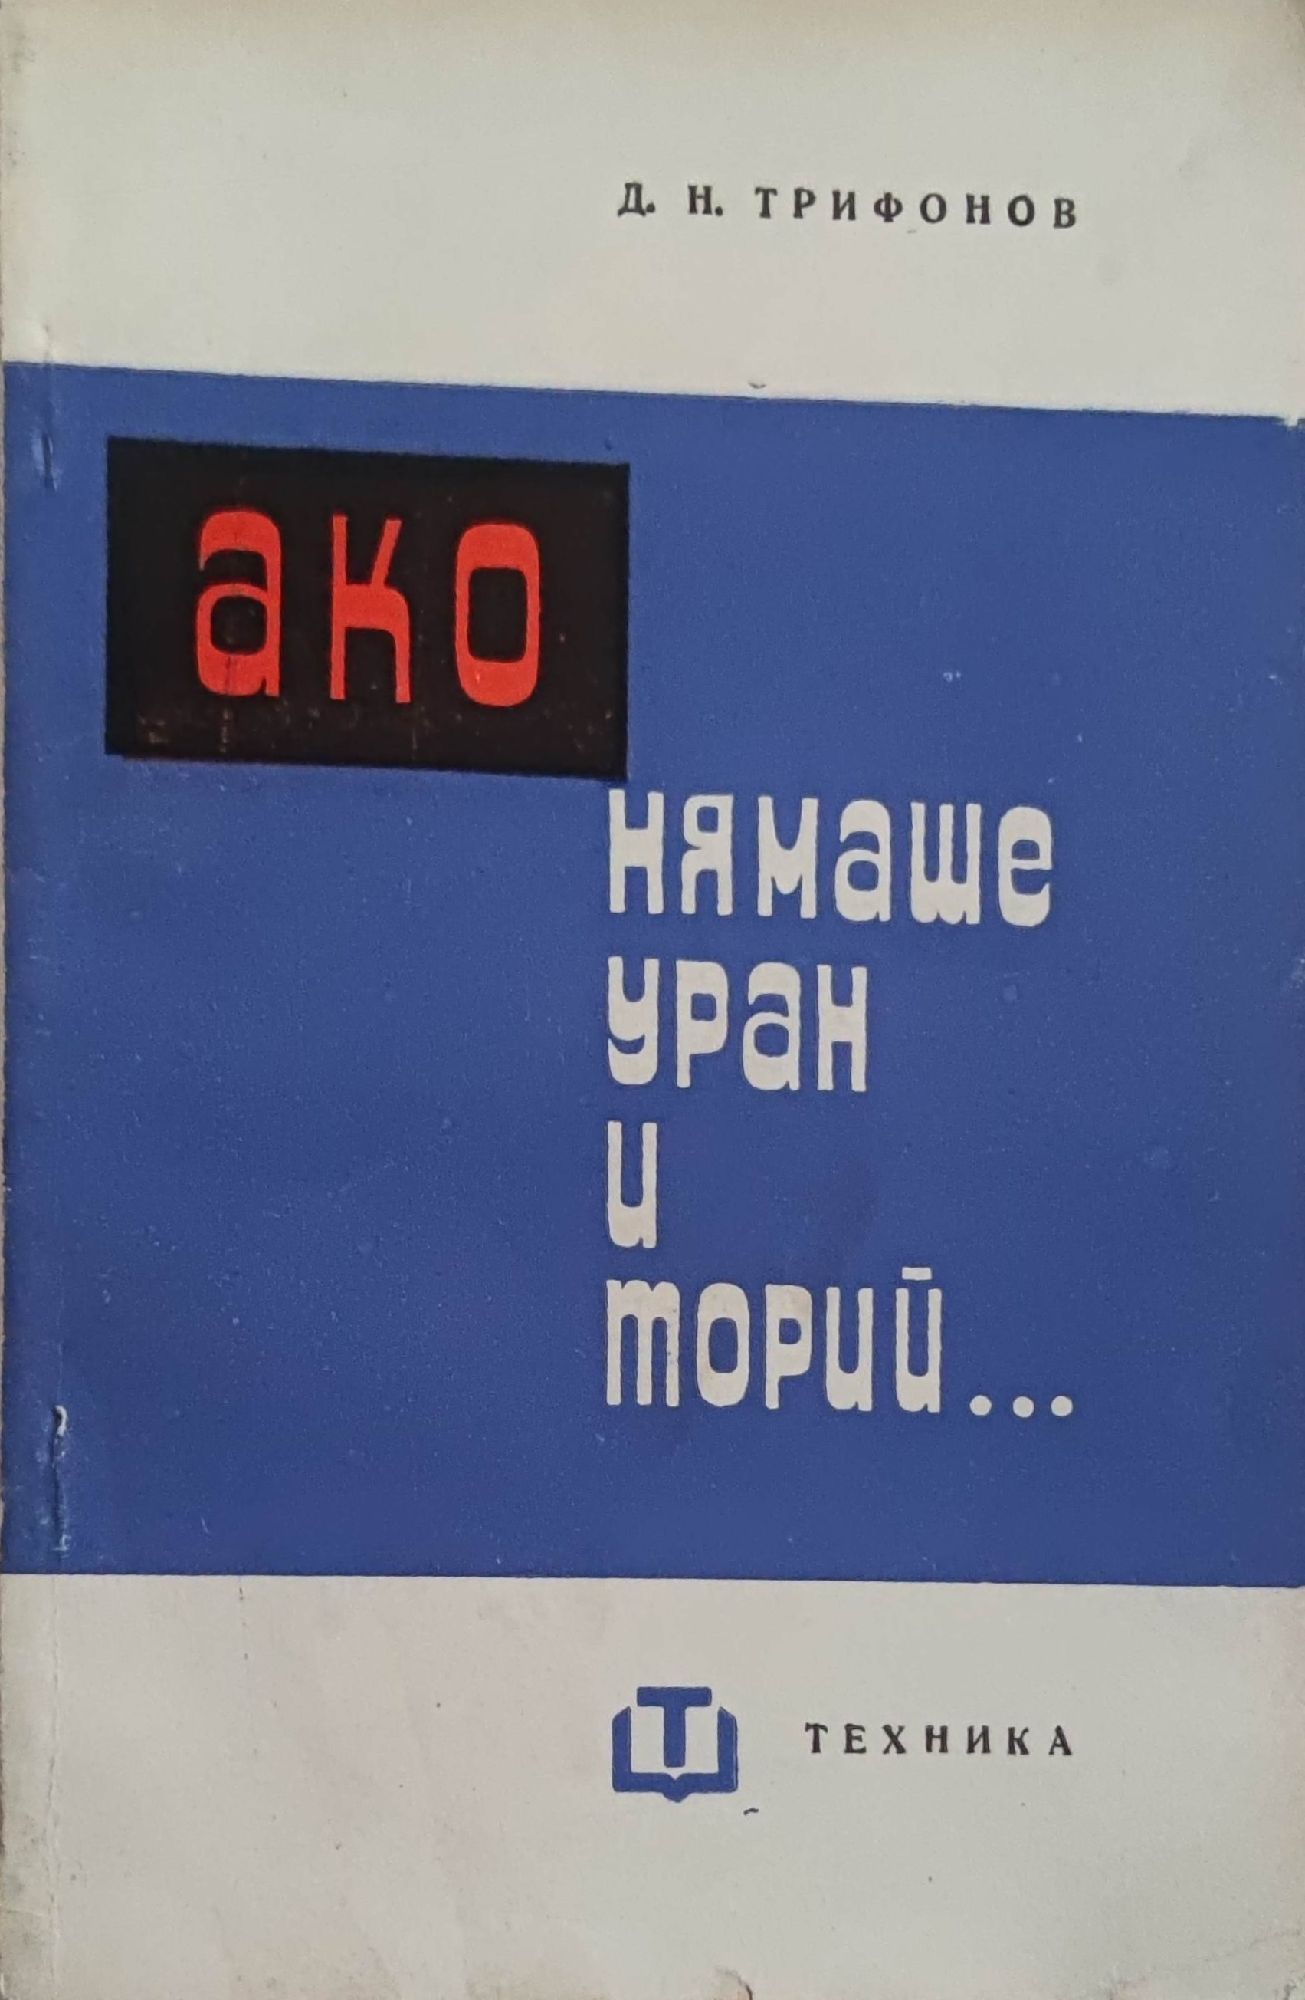 Д. Н. ТРИФОНОВ
ако
нямаше
уран
и
торий...
Т ТЕХНИКА